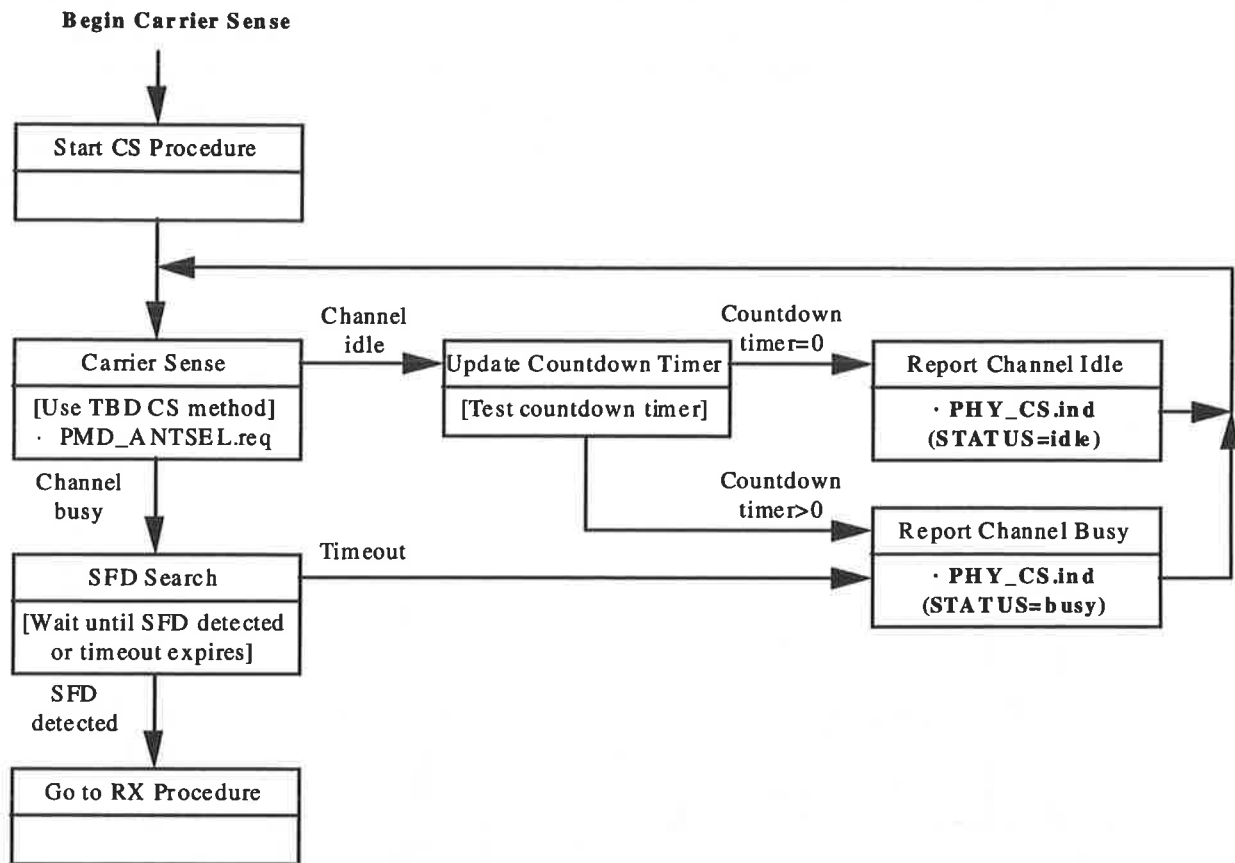 Begin Carrier Sense
Start CS Procedure
Channel
idle
Countdown
timer=0
Carrier Sense
[Use TBD CS method]
· PMD_ANTSEL.req
Update Countdown Timer
[Test countdown timer]
Report Channel Idle
· PHY_CS.ind
(STATUS=idle)
Channel
busy
Countdown
timer>0
Timeout
SFD Search
[Wait until SFD detected
or timeout expires]
Report Channel Busy
· PHY_CS.ind
(STATUS=busy)
SFD
detected
Go to RX Procedure